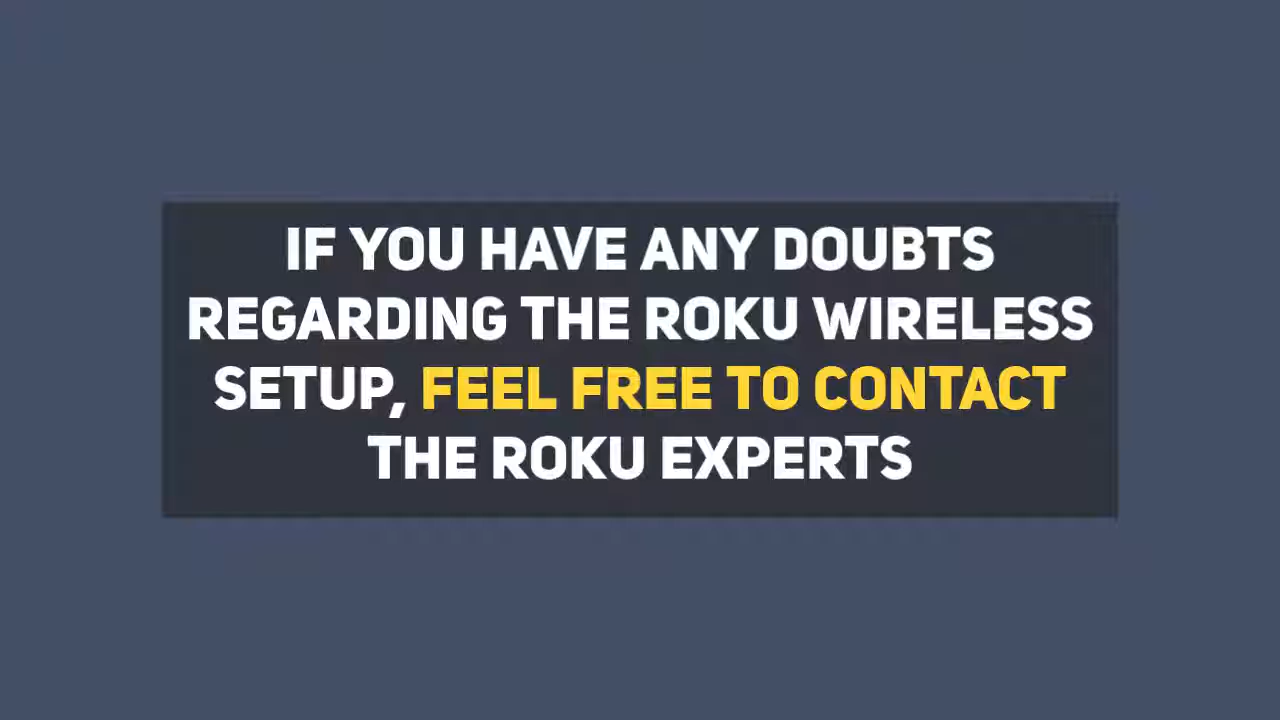 IF YOU HAVE ANY DOUBTS
REGARDING THE ROKU WIRELESS
SETUP, FEEL FREE TO CONTACT
THE ROKU EXPERTS